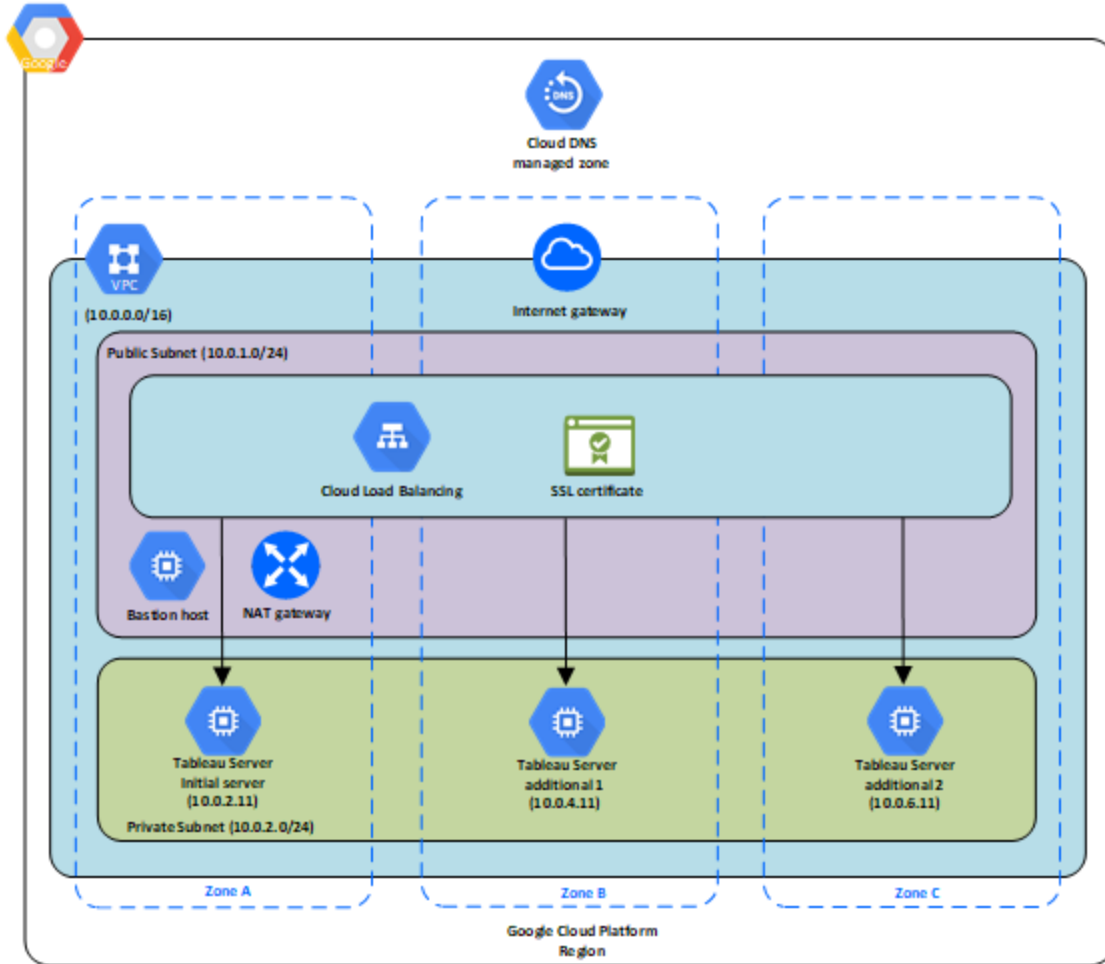 Google
DNS
Cloud DNS
managed zone
VPC
(10.0.0.0/16)
Internet gateway
Public Subnet (10.0.1.0/24)
Cloud Load Balancing
SSL certificate
Bastion host
NAT gateway
Tableau Server
Initial server
(10.0.2.11)
Tableau Server
additional 1
(10.0.4.11)
Tableau Server
additional 2
(10.0.6.11)
Private Subnet (10.0.2.0/24)
Zone A
Zone B
Zone C
Google Cloud Platform
Region